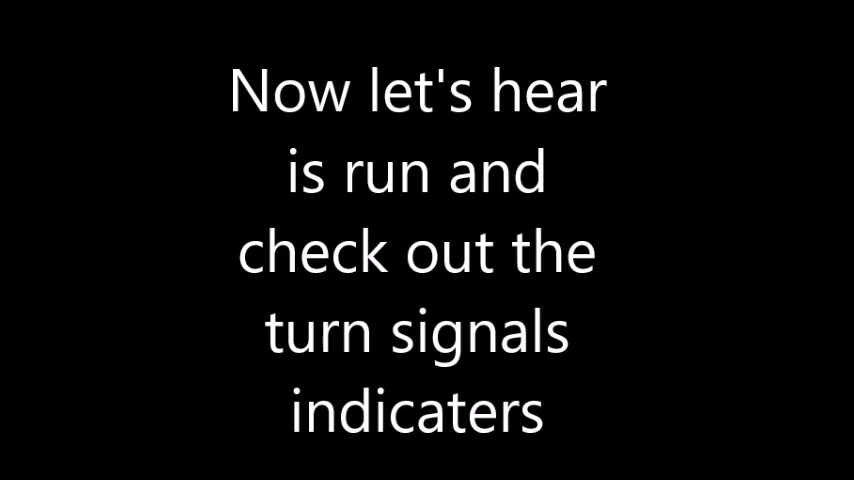 Now let's hear
is run and
check out the
turn signals
indicaters